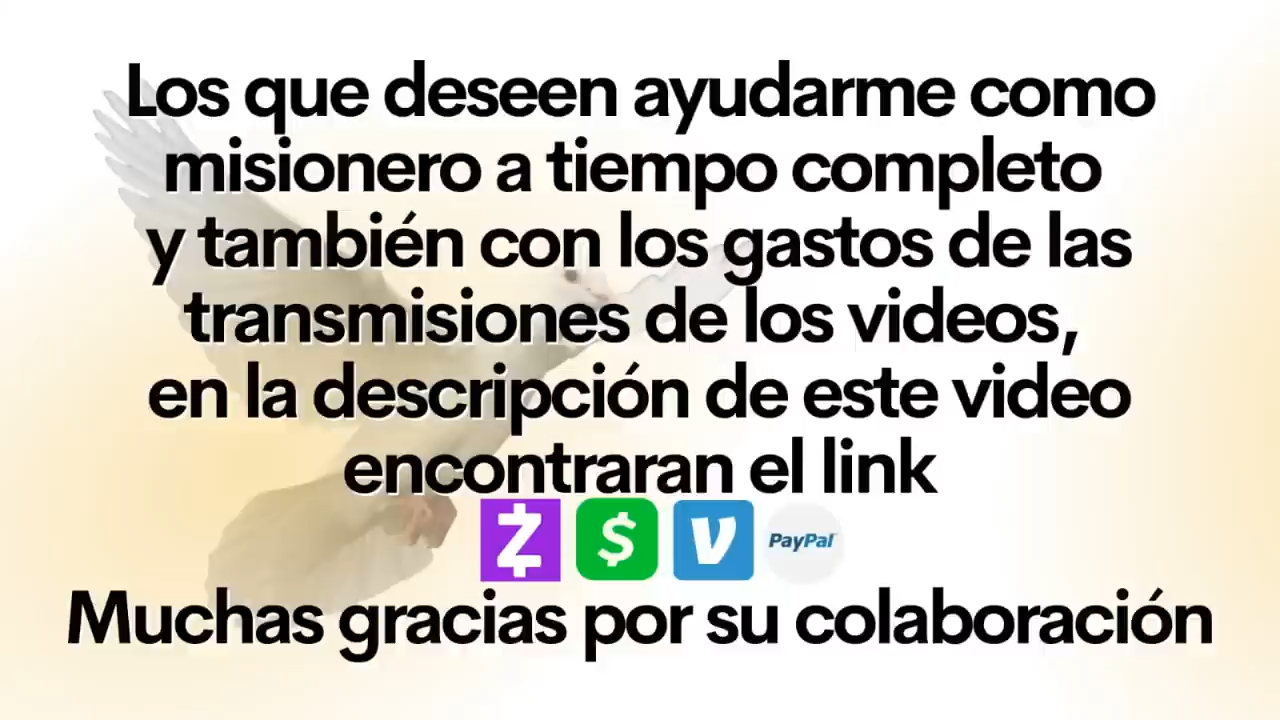 Los que deseen ayudarme como
misionero a tiempo completo
y también con los gastos de las
transmisiones de los videos,
en la descripción de este video
encontraran el link
Z $ V PayPal
Muchas gracias por su colaboración